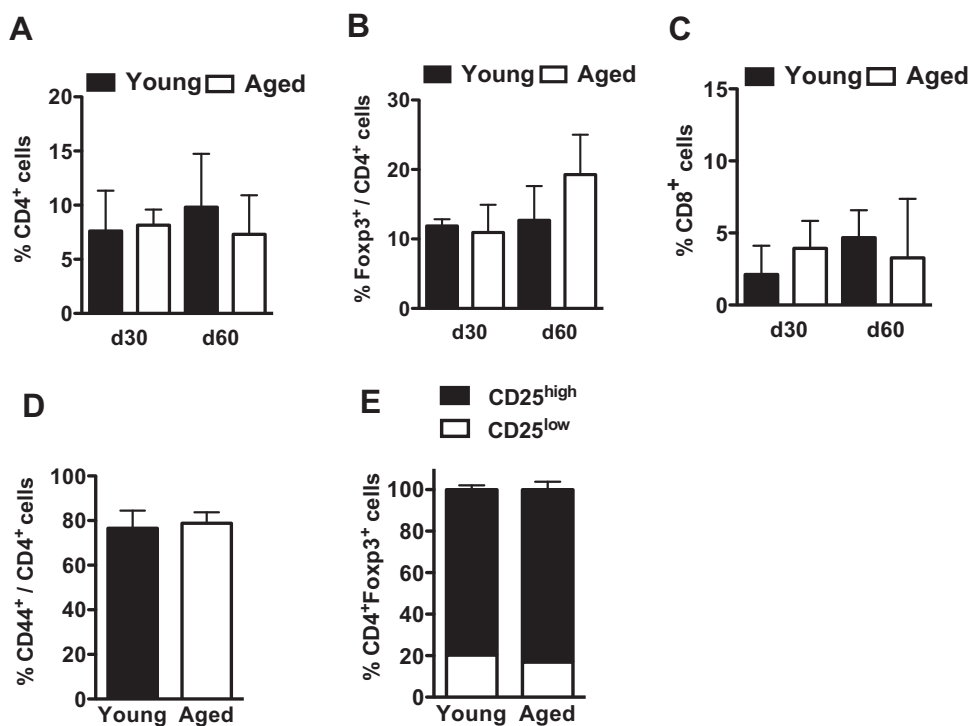 A
Young Aged
% CD4⁺ cells
20
15
10
5
0
d30 d60
B
Young Aged
% Foxp3⁺ / CD4⁺ cells
30
20
10
0
d30 d60
C
Young Aged
% CD8⁺ cells
15
10
5
0
d30 d60
D
% CD44⁺ / CD4⁺ cells
100
80
60
40
20
0
Young Aged
E
CD25ʰⁱᵍʰ
CD25ˡᵒʷ
% CD4⁺Foxp3⁺ cells
100
80
60
40
20
0
Young Aged